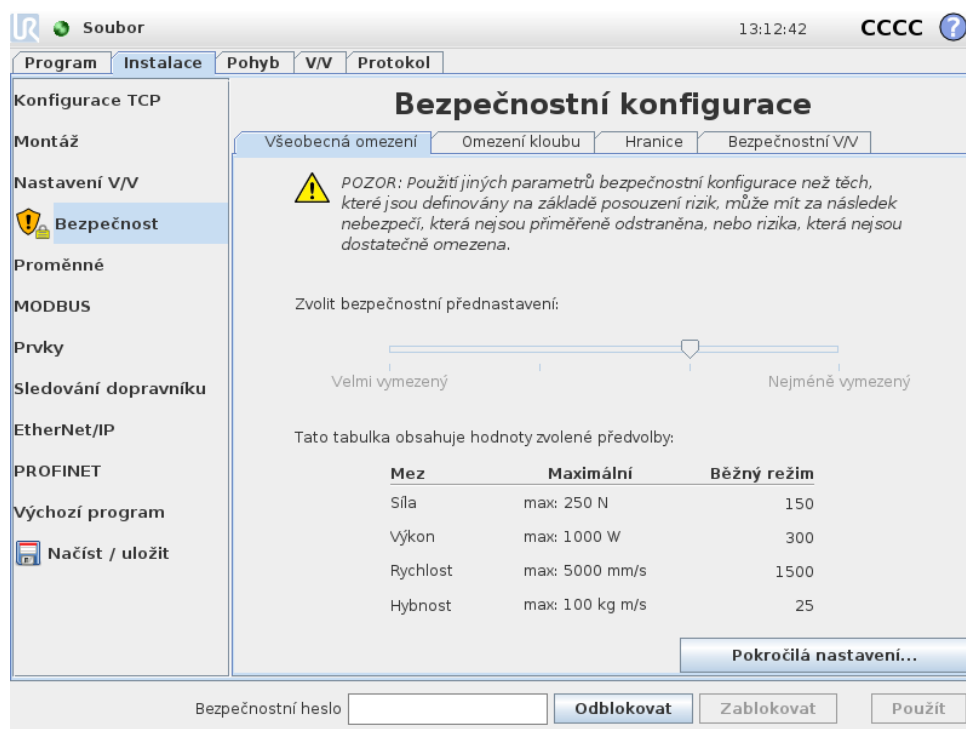 UR Soubor 13:12:42 CCCC ?
Program Instalace Pohyb V/V Protokol
Konfigurace TCP
Montáž
Nastavení V/V
Bezpečnost
Proměnné
MODBUS
Prvky
Sledování dopravníku
EtherNet/IP
PROFINET
Výchozí program
Načíst / uložit
Bezpečnostní konfigurace
Všeobecná omezení Omezení kloubu Hranice Bezpečnostní V/V
POZOR: Použití jiných parametrů bezpečnostní konfigurace než těch,
které jsou definovány na základě posouzení rizik, může mít za následek
nebezpečí, která nejsou přiměřeně odstraněna, nebo rizika, která nejsou
dostatečně omezena.
Zvolit bezpečnostní přednastavení:
Velmi vymezený Nejméně vymezený
Tato tabulka obsahuje hodnoty zvolené předvolby:
Mez Maximální Běžný režim
Síla max: 250 N 150
Výkon max: 1000 W 300
Rychlost max: 5000 mm/s 1500
Hybnost max: 100 kg m/s 25
Pokročilá nastavení...
Bezpečnostní heslo Odblokovat Zablokovat Použít